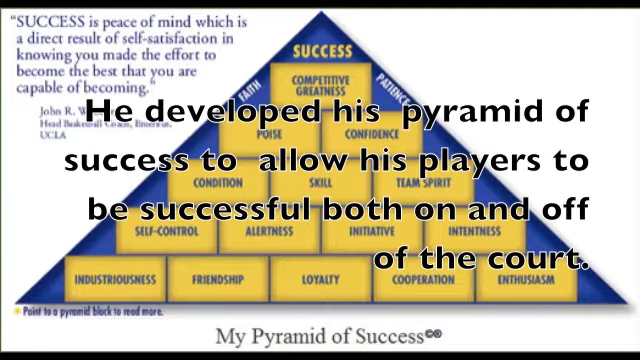 “SUCCESS is peace of mind which is
a direct result of self-satisfaction in
knowing you made the effort to
become the best that you are
capable of becoming.”
John R.
Head Basketball Coach, Emeritus,
UCLA
SUCCESS
FAITH
PATIENCE
COMPETITIVE
GREATNESS
He developed his pyramid of
success to allow his players to
be successful both on and off
of the court.
POISE
CONFIDENCE
CONDITION
SKILL
TEAM SPIRIT
SELF-CONTROL
ALERTNESS
INITIATIVE
INTENTNESS
INDUSTRIOUSNESS
FRIENDSHIP
LOYALTY
COOPERATION
ENTHUSIASM
Point to a pyramid block to read more.
My Pyramid of Success©®